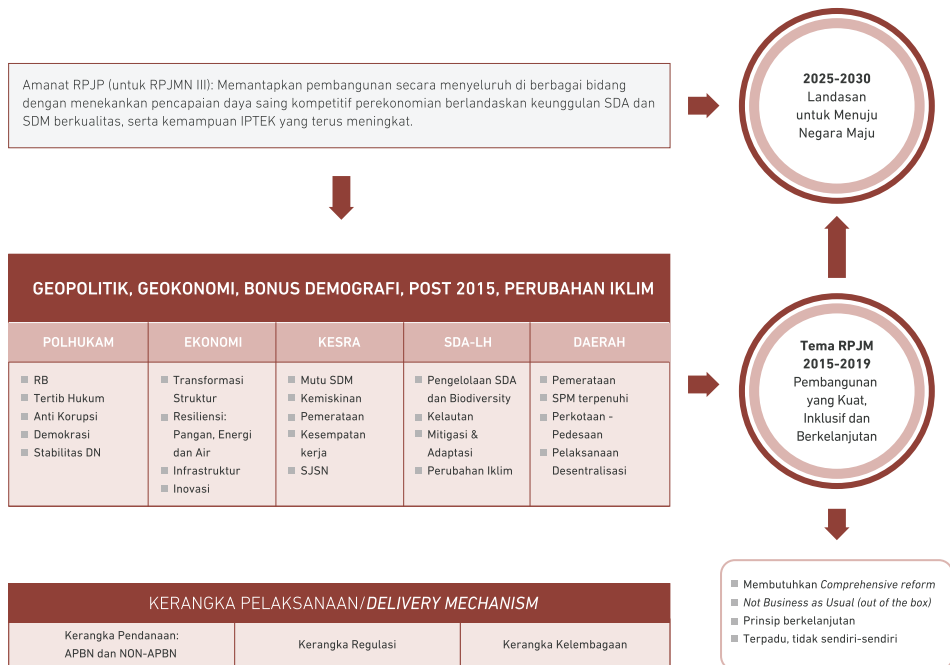 Amanat RPJP (untuk RPJMN III): Memantapkan pembangunan secara menyeluruh di berbagai bidang
dengan menekankan pencapaian daya saing kompetitif perekonomian berlandaskan keunggulan SDA dan
SDM berkualitas, serta kemampuan IPTEK yang terus meningkat.
2025-2030
Landasan
untuk Menuju
Negara Maju
GEOPOLITIK, GEOKONOMI, BONUS DEMOGRAFI, POST 2015, PERUBAHAN IKLIM
POLHUKAM
RB
Tertib Hukum
Anti Korupsi
Demokrasi
Stabilitas DN
EKONOMI
Transformasi
Struktur
Resiliensi:
Pangan, Energi
dan Air
Infrastruktur
Inovasi
KESRA
Mutu SDM
Kemiskinan
Pemerataan
Kesempatan
kerja
SJSN
SDA-LH
Pengelolaan SDA
dan Biodiversity
Kelautan
Mitigasi &
Adaptasi
Perubahan Iklim
DAERAH
Pemerataan
SPM terpenuhi
Perkotaan -
Pedesaan
Pelaksanaan
Desentralisasi
Tema RPJM
2015-2019
Pembangunan
yang Kuat,
Inklusif dan
Berkelanjutan
Membutuhkan Comprehensive reform
Not Business as Usual (out of the box)
Prinsip berkelanjutan
Terpadu, tidak sendiri-sendiri
KERANGKA PELAKSANAAN/DELIVERY MECHANISM
Kerangka Pendanaan:
APBN dan NON-APBN
Kerangka Regulasi
Kerangka Kelembagaan